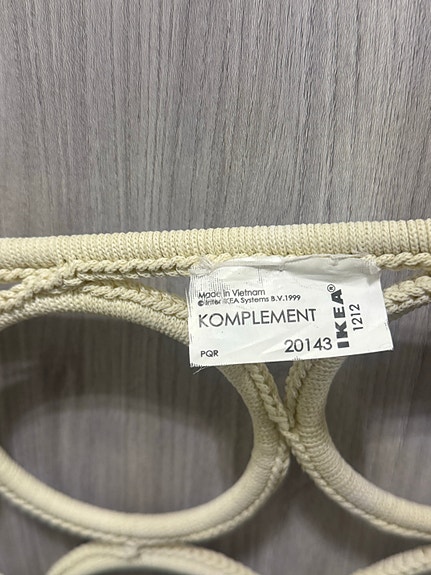 Made in Vietnam
© Inter IKEA Systems B.V. 1999
KOMPLEMENT
PQR
20143
IKEA®
1212